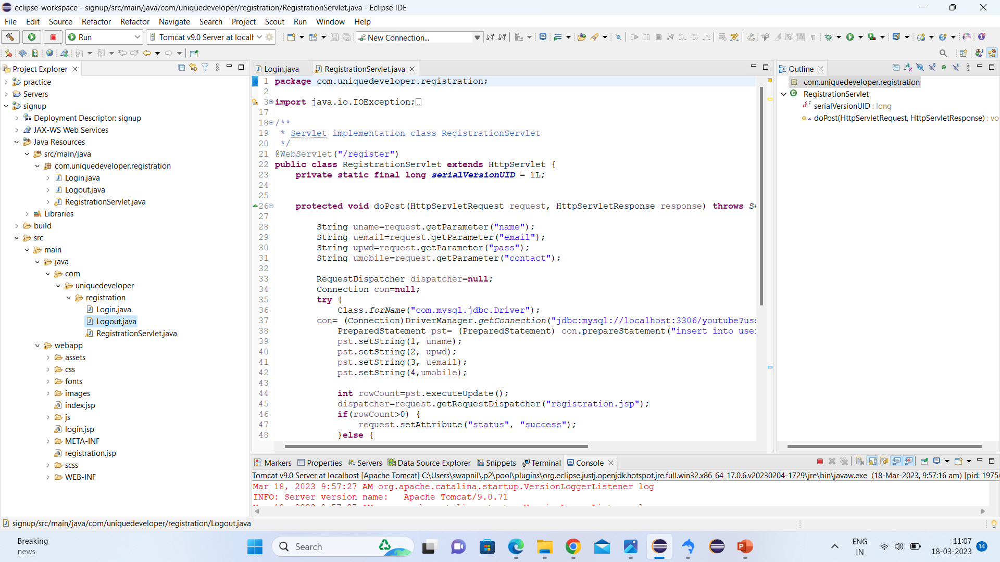 eclipse-workspace - signup/src/main/java/com/uniquedeveloper/registration/RegistrationServlet.java - Eclipse IDE
File Edit Source Refactor Refactor Navigate Search Project Scout Run Window Help
Run
Tomcat v9.0 Server at localh
New Connection...
Project Explorer
practice
Servers
signup
Deployment Descriptor: signup
JAX-WS Web Services
Java Resources
src/main/java
com.uniquedeveloper.registration
Login.java
Logout.java
RegistrationServlet.java
Libraries
build
src
main
java
com
uniquedeveloper
registration
Login.java
Logout.java
RegistrationServlet.java
webapp
assets
css
fonts
images
index.jsp
js
login.jsp
META-INF
registration.jsp
scss
WEB-INF
Login.java RegistrationServlet.java
1 package com.uniquedeveloper.registration;
2
3 import java.io.IOException;
17
18 /**
19 * Servlet implementation class RegistrationServlet
20 */
21 @WebServlet("/register")
22 public class RegistrationServlet extends HttpServlet {
23 private static final long serialVersionUID = 1L;
24
25
26 protected void doPost(HttpServletRequest request, HttpServletResponse response) throws Se
27
28 String uname=request.getParameter("name");
29 String uemail=request.getParameter("email");
30 String upwd=request.getParameter("pass");
31 String umobile=request.getParameter("contact");
32
33 RequestDispatcher dispatcher=null;
34 Connection con=null;
35 try {
36 Class.forName("com.mysql.jdbc.Driver");
37 con= (Connection)DriverManager.getConnection("jdbc:mysql://localhost:3306/youtube?use
38 PreparedStatement pst= (PreparedStatement) con.prepareStatement("insert into use
39 pst.setString(1, uname);
40 pst.setString(2, upwd);
41 pst.setString(3, uemail);
42 pst.setString(4,umobile);
43
44 int rowCount=pst.executeUpdate();
45 dispatcher=request.getRequestDispatcher("registration.jsp");
46 if(rowCount>0) {
47 request.setAttribute("status", "success");
48 }else {
Outline
com.uniquedeveloper.registration
RegistrationServlet
serialVersionUID : long
doPost(HttpServletRequest, HttpServletResponse) : vo
Markers Properties Servers Data Source Explorer Snippets Terminal Console
Tomcat v9.0 Server at localhost [Apache Tomcat] C:\Users\swapnil\.p2\pool\plugins\org.eclipse.justj.openjdk.hotspot.jre.full.win32.x86_64_17.0.6.v20230204-1729\jre\bin\javaw.exe (18-Mar-2023, 9:57:16 am) [pid: 1975
Mar 18, 2023 9:57:27 AM org.apache.catalina.startup.VersionLoggerListener log
INFO: Server version name: Apache Tomcat/9.0.71
signup/src/main/java/com/uniquedeveloper/registration/Logout.java
Breaking
news
Search
ENG
IN
11:07
18-03-2023
14